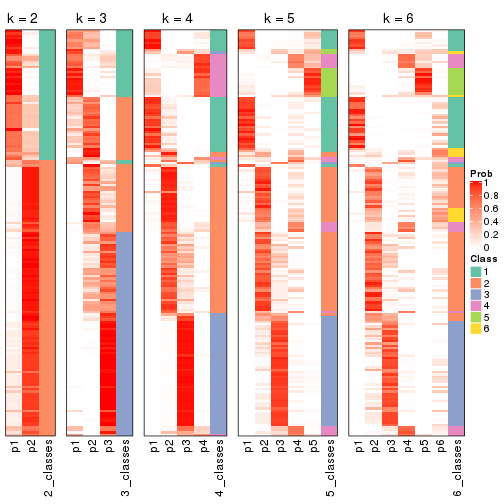 k = 2
k = 3
k = 4
k = 5
k = 6
p1
p2
2_classes
p1
p2
p3
3_classes
p1
p2
p3
p4
4_classes
p1
p2
p3
p4
p5
5_classes
p1
p2
p3
p4
p5
p6
6_classes
Prob
1
0.8
0.6
0.4
0.2
0
Class
1
2
3
4
5
6